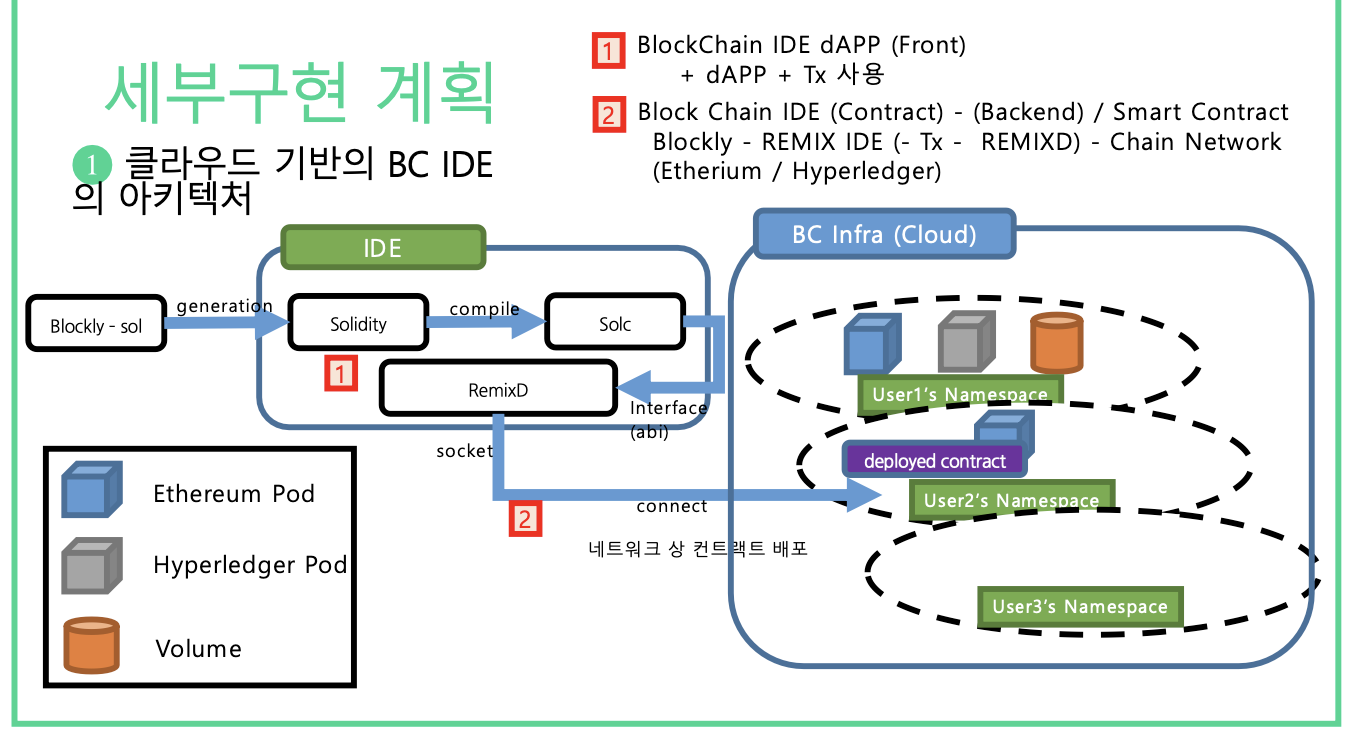 세부구현 계획
1 클라우드 기반의 BC IDE
의 아키텍처
1 BlockChain IDE dAPP (Front)
+ dAPP + Tx 사용
2 Block Chain IDE (Contract) - (Backend) / Smart Contract
Blockly - REMIX IDE (- Tx - REMIXD) - Chain Network
(Etherium / Hyperledger)
IDE
BC Infra (Cloud)
Blockly - sol
generation
Solidity
compile
Solc
1
RemixD
Interface
(abi)
socket
2
connect
네트워크 상 컨트랙트 배포
User1's Namespace
deployed contract
User2's Namespace
User3's Namespace
Ethereum Pod
Hyperledger Pod
Volume